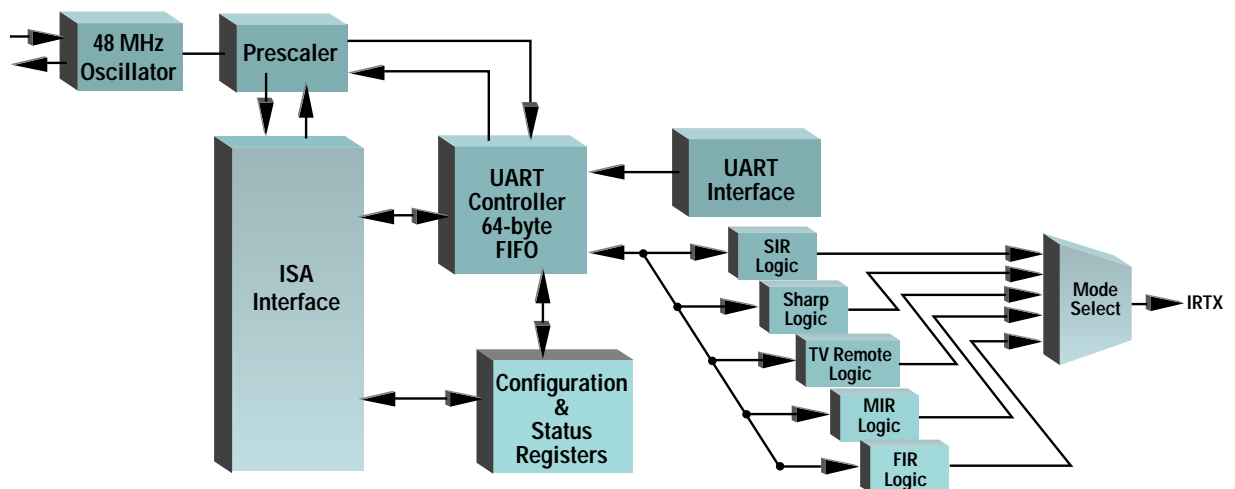 48 MHz
Oscillator
Prescaler
UART
Controller
64-byte
FIFO
UART
Interface
ISA
Interface
SIR
Logic
Sharp
Logic
TV Remote
Logic
MIR
Logic
FIR
Logic
Mode
Select
IRTX
Configuration
&
Status
Registers